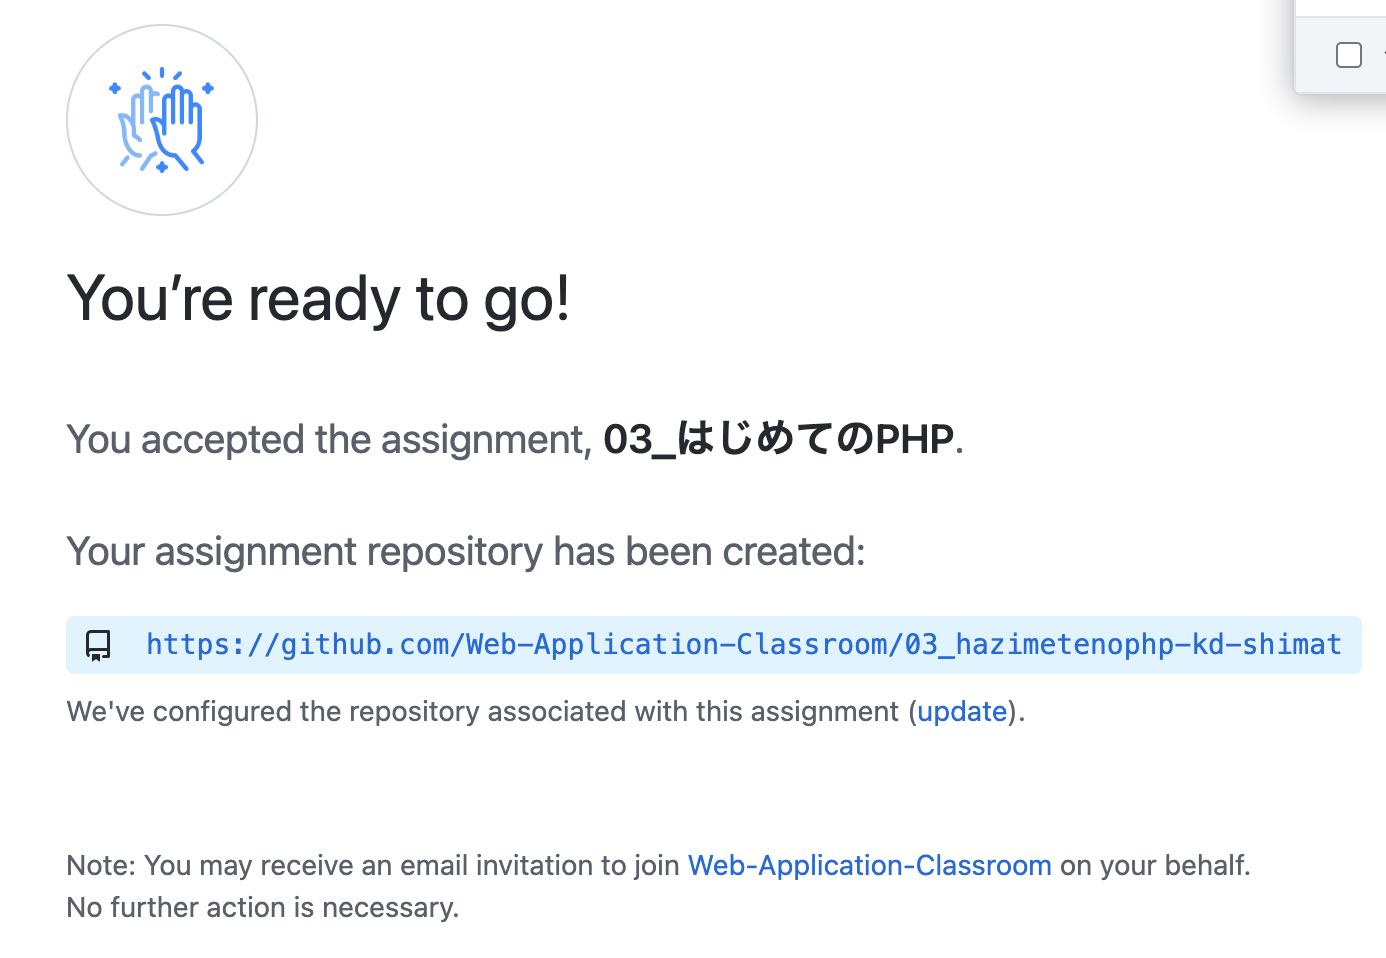 You’re ready to go!
You accepted the assignment, 03_はじめてのPHP.
Your assignment repository has been created:
https://github.com/Web-Application-Classroom/03_hazimetenophp-kd-shimat
We've configured the repository associated with this assignment (update).
Note: You may receive an email invitation to join Web-Application-Classroom on your behalf.
No further action is necessary.